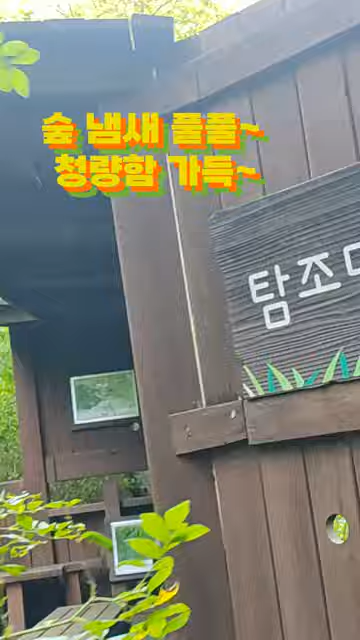 숲 냄새 풀풀~
청량함 가득~
탐조